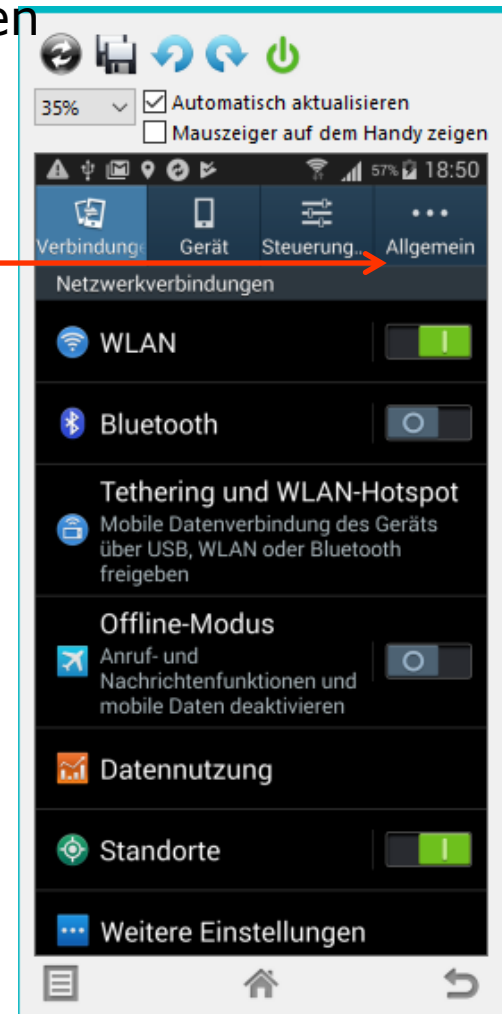 en
35%
Automatisch aktualisieren
Mauszeiger auf dem Handy zeigen
57% 18:50
Verbindunge Gerät Steuerung... Allgemein
Netzwerkverbindungen
WLAN
Bluetooth
Tethering und WLAN-Hotspot
Mobile Datenverbindung des Geräts
über USB, WLAN oder Bluetooth
freigeben
Offline-Modus
Anruf- und
Nachrichtenfunktionen und
mobile Daten deaktivieren
Datennutzung
Standorte
Weitere Einstellungen